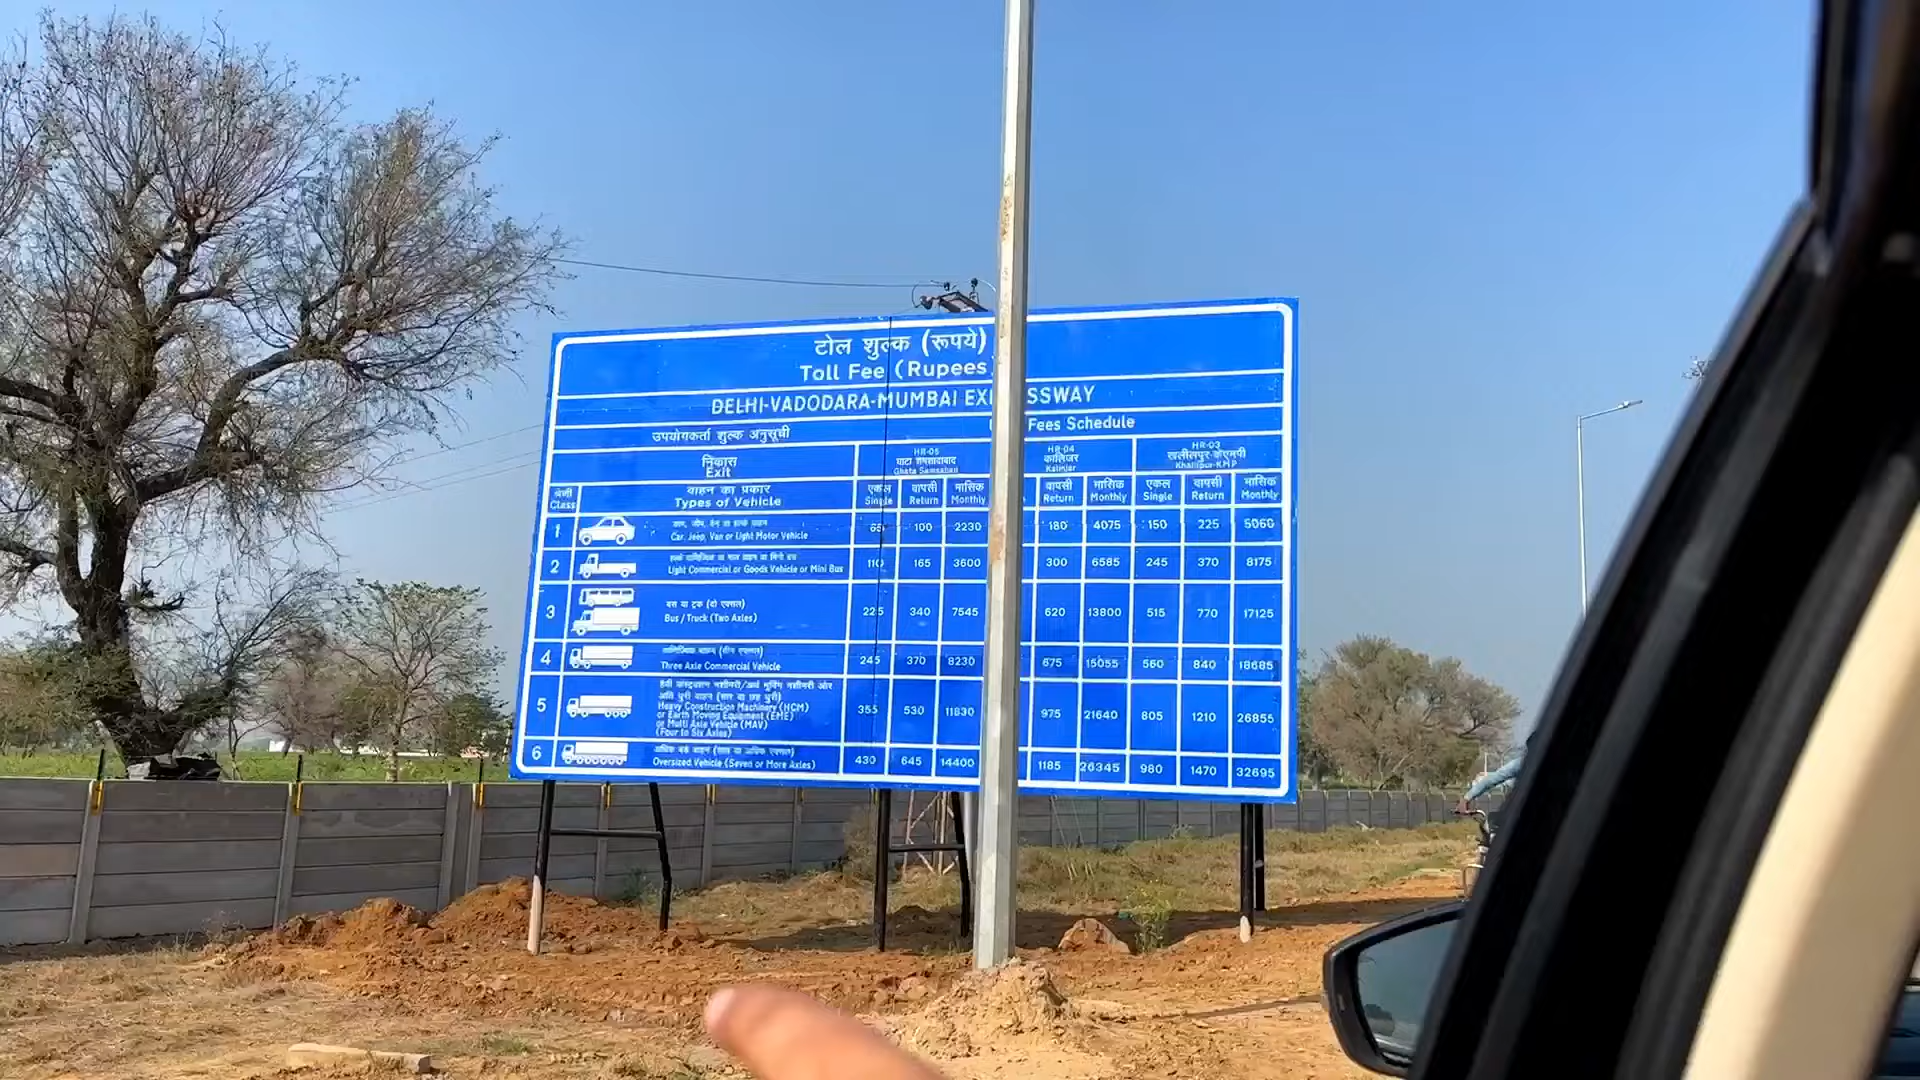 टोल शुल्क (रूपये)
Toll Fee (Rupees
DELHI-VADODARA-MUMBAI EX SSWAY
उपयोगकर्ता शुल्क अनुसूची Fees Schedule
निकास
Exit
HR-05
Ghata Samsabad
HR-04
कालिंजर
Kalinjar
HR-03
खलीलपुर-केएमपी
Khalilpur-KMP
श्रेणी
Class
वाहन का प्रकार
Types of Vehicle
एकल वापसी मासिक वापसी मासिक एकल वापसी मासिक
Single Return Monthly Return Monthly Single Return Monthly
1 Car, Jeep, Van or Light Motor Vehicle 65 100 2230 180 4075 150 225 5060
2 Light Commercial or Goods Vehicle or Mini Bus 110 165 3600 300 6585 245 370 8175
3 बस या ट्रक (दो एक्सल)
Bus / Truck (Two Axles) 225 340 7545 620 13800 515 770 17125
4 Three Axle Commercial Vehicle 245 370 8230 675 15055 560 840 18685
5 Heavy Construction Machinery (HCM)
or Earth Moving Equipment (EME)
or Multi Axle Vehicle (MAV)
(Four to Six Axles) 355 530 11830 975 21640 805 1210 26855
6 Oversized Vehicle (Seven or More Axles) 430 645 14400 1185 26345 980 1470 32695